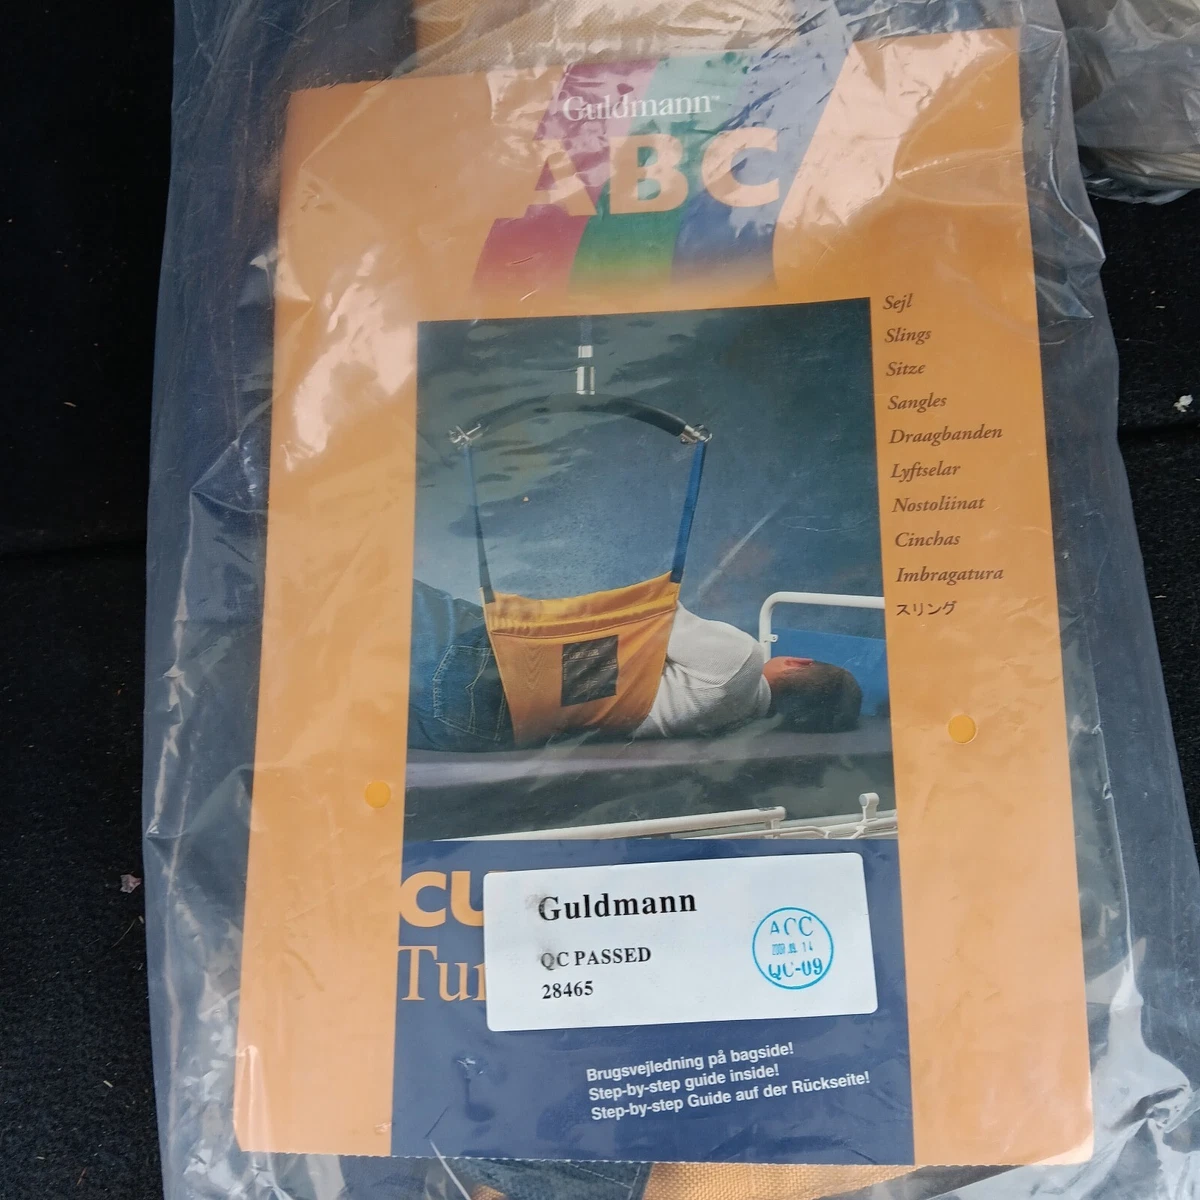 Guldmann™
ABC
Sejl
Slings
Sitze
Sangles
Draagbanden
Lyftselar
Nostoliinat
Cinchas
Imbragatura
スリング
Guldmann
QC PASSED
28465
ACC
QC-09
Brugsvejledning på bagside!
Step-by-step guide inside!
Step-by-step Guide auf der Rückseite!